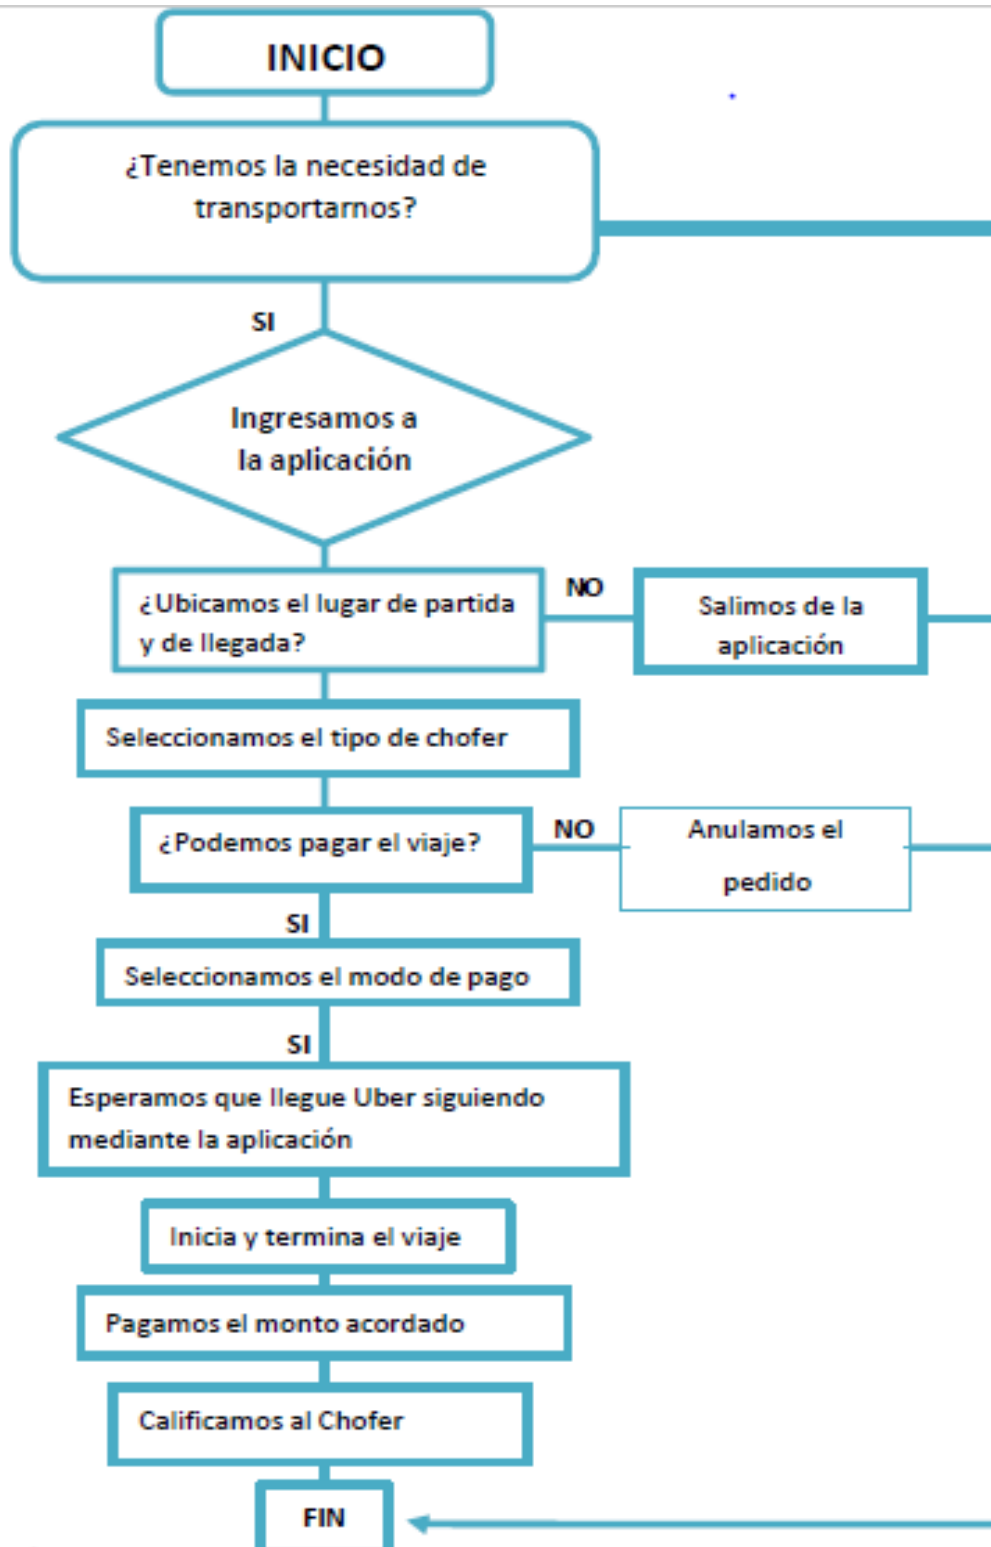 INICIO
¿Tenemos la necesidad de
transportarnos?
SI
Ingresamos a
la aplicación
¿Ubicamos el lugar de partida
y de llegada?
NO
Salimos de la
aplicación
Seleccionamos el tipo de chofer
¿Podemos pagar el viaje?
NO
Anulamos el
pedido
SI
Seleccionamos el modo de pago
SI
Esperamos que llegue Uber siguiendo
mediante la aplicación
Inicia y termina el viaje
Pagamos el monto acordado
Calificamos al Chofer
FIN